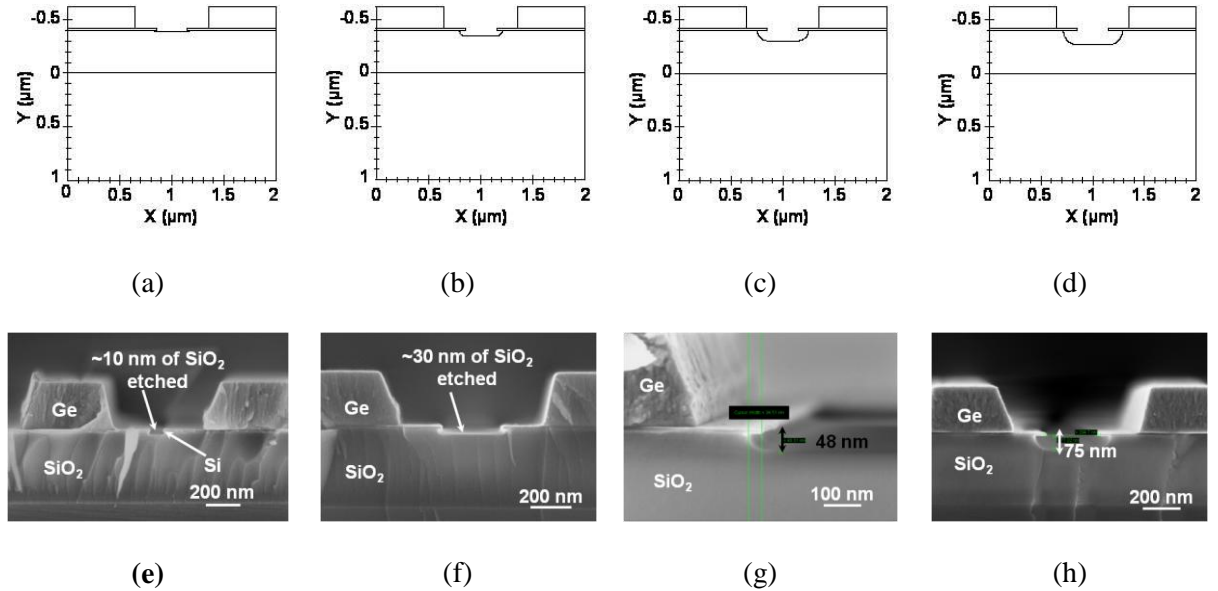 -0.5
0
0.5
1
Y (µm)
0 0.5 1 1.5 2
X (µm)
(a)
-0.5
0
0.5
1
Y (µm)
0 0.5 1 1.5 2
X (µm)
(b)
-0.5
0
0.5
1
Y (µm)
0 0.5 1 1.5 2
X (µm)
(c)
-0.5
0
0.5
1
Y (µm)
0 0.5 1 1.5 2
X (µm)
(d)
~10 nm of SiO₂
etched
Ge
SiO₂
Si
200 nm
(e)
~30 nm of SiO₂
etched
Ge
SiO₂
200 nm
(f)
Ge
48 nm
SiO₂
100 nm
(g)
Ge
SiO₂
75 nm
200 nm
(h)